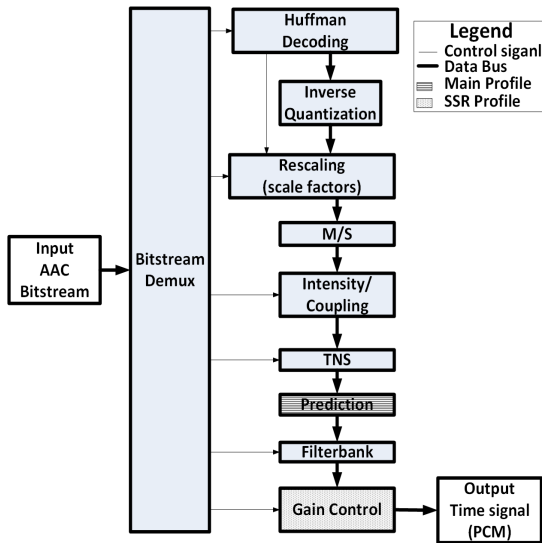 Huffman
Decoding
Legend
Control siganl
Data Bus
Main Profile
SSR Profile
Inverse
Quantization
Rescaling
(scale factors)
M/S
Input
AAC
Bitstream
Bitstream
Demux
Intensity/
Coupling
TNS
Prediction
Filterbank
Gain Control
Output
Time signal
(PCM)